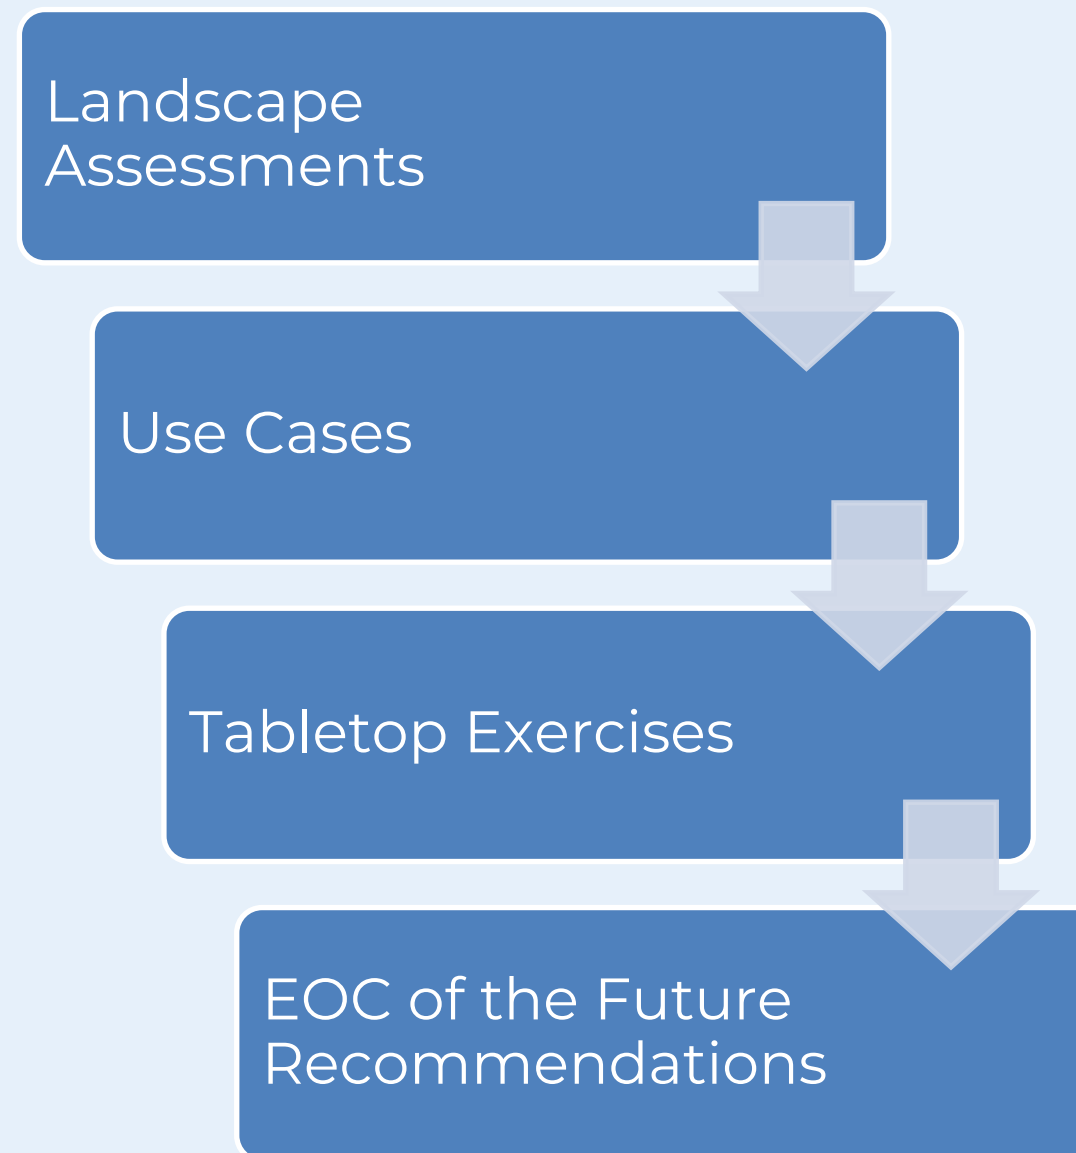 Landscape
Assessments
Use Cases
Tabletop Exercises
EOC of the Future
Recommendations